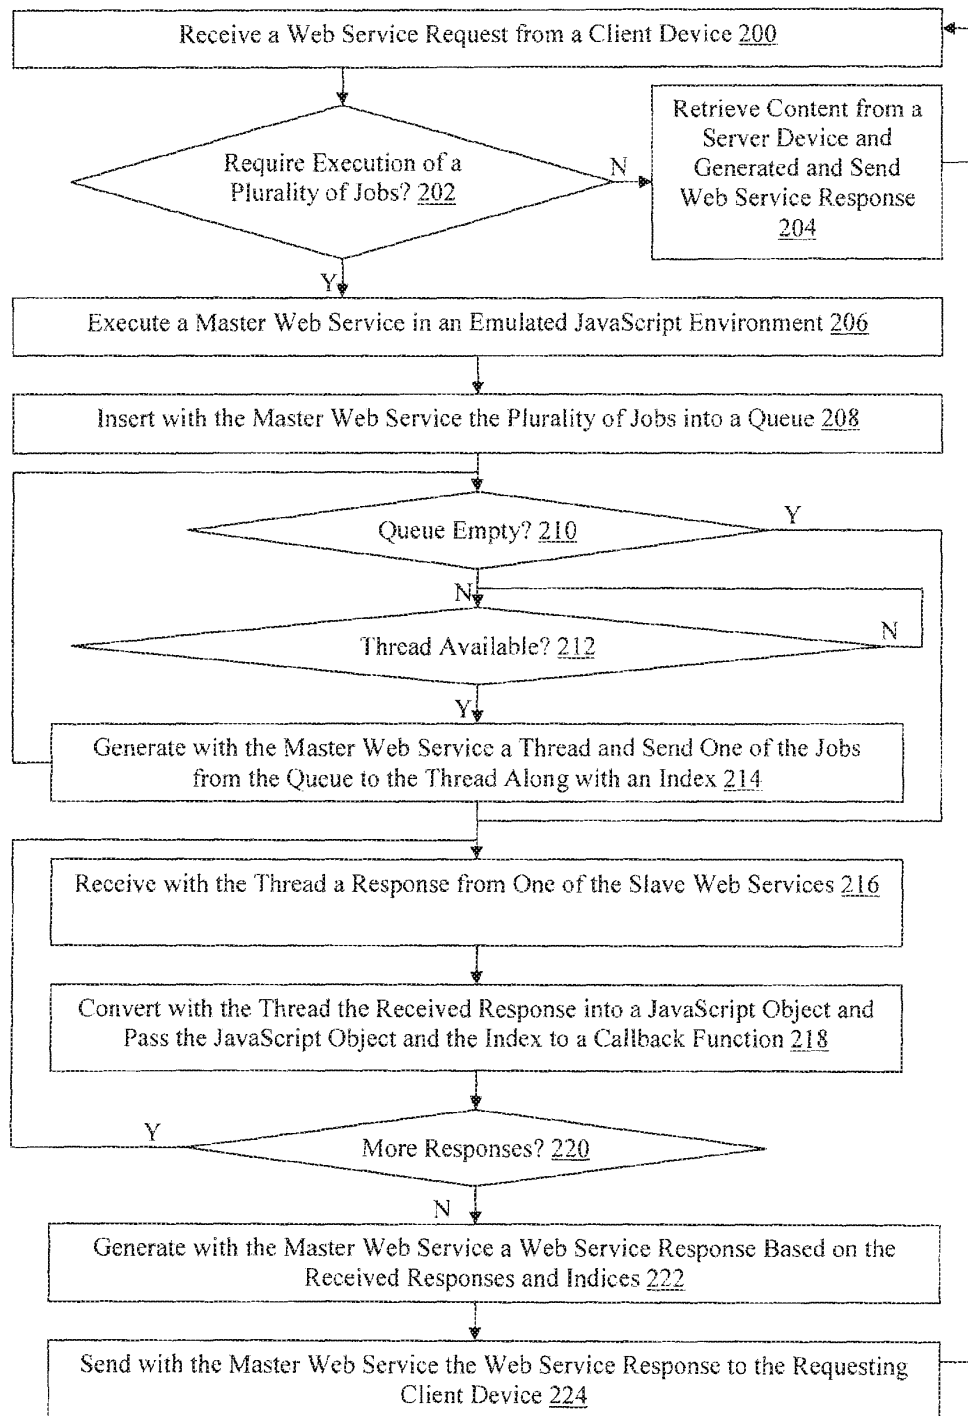 Receive a Web Service Request from a Client Device 200
Require Execution of a
Plurality of Jobs? 202
N
Retrieve Content from a
Server Device and
Generated and Send
Web Service Response
204
Y
Execute a Master Web Service in an Emulated JavaScript Environment 206
Insert with the Master Web Service the Plurality of Jobs into a Queue 208
Queue Empty? 210
Y
N
Thread Available? 212
N
Y
Generate with the Master Web Service a Thread and Send One of the Jobs
from the Queue to the Thread Along with an Index 214
Receive with the Thread a Response from One of the Slave Web Services 216
Convert with the Thread the Received Response into a JavaScript Object and
Pass the JavaScript Object and the Index to a Callback Function 218
Y
More Responses? 220
N
Generate with the Master Web Service a Web Service Response Based on the
Received Responses and Indices 222
Send with the Master Web Service the Web Service Response to the Requesting
Client Device 224